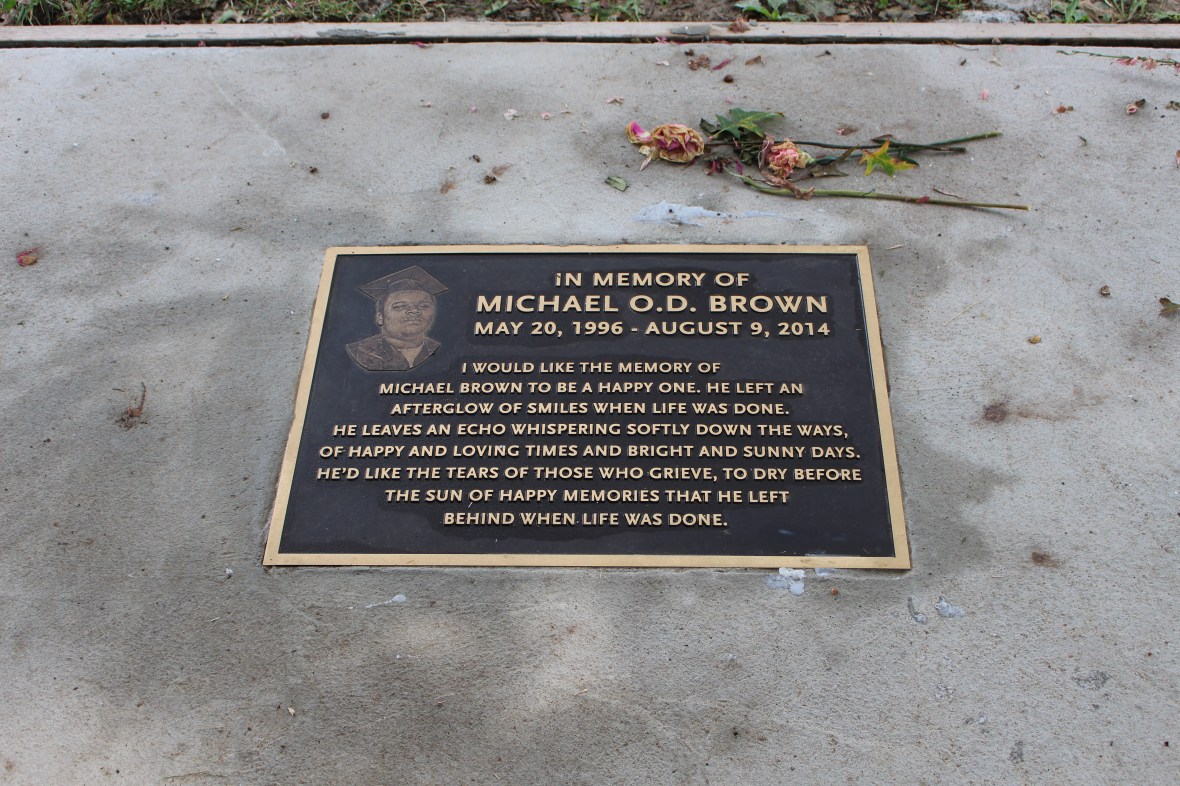 IN MEMORY OF
MICHAEL O.D. BROWN
MAY 20, 1996 - AUGUST 9, 2014
I WOULD LIKE THE MEMORY OF
MICHAEL BROWN TO BE A HAPPY ONE. HE LEFT AN
AFTERGLOW OF SMILES WHEN LIFE WAS DONE.
HE LEAVES AN ECHO WHISPERING SOFTLY DOWN THE WAYS,
OF HAPPY AND LOVING TIMES AND BRIGHT AND SUNNY DAYS.
HE'D LIKE THE TEARS OF THOSE WHO GRIEVE, TO DRY BEFORE
THE SUN OF HAPPY MEMORIES THAT HE LEFT
BEHIND WHEN LIFE WAS DONE.